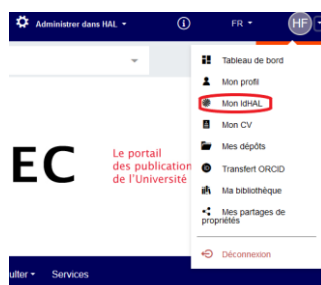 Administrer dans HAL
FR
HF
Tableau de bord
Mon profil
Mon IdHAL
Mon CV
Mes dépôts
Transfert ORCID
Ma bibliothèque
Mes partages de
propriétés
Déconnexion
EC
Le portail
des publication
de l'Université
ulter
Services